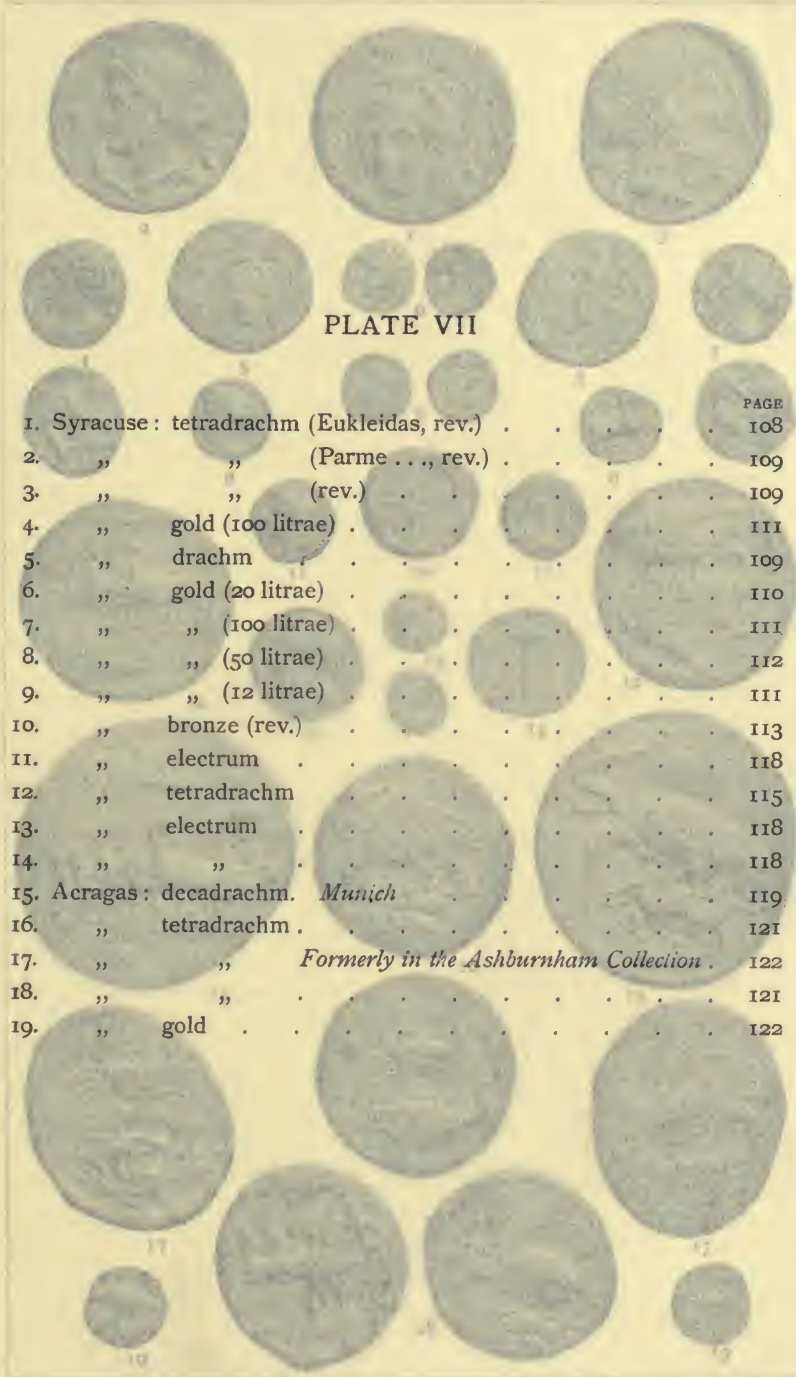 PLATE VII
PAGE
1. Syracuse : tetradrachm (Eukleidas, rev.) . . . . . 108
2. „ „ (Parme . . ., rev.) . . . . . 109
3. „ „ (rev.) . . . . . . . 109
4. „ gold (100 litrae) . . . . . . . . 111
5. „ drachm . . . . . . . . 109
6. „ gold (20 litrae) . . . . . . . . 110
7. „ „ (100 litrae) . . . . . . . . 111
8. „ „ (50 litrae) . . . . . . . . 112
9. „ „ (12 litrae) . . . . . . . . 111
10. „ bronze (rev.) . . . . . . . . 113
11. „ electrum . . . . . . . . . 118
12. „ tetradrachm . . . . . . . . 115
13. „ electrum . . . . . . . . . 118
14. „ „ . . . . . . . . . 118
15. Acragas : decadrachm. Munich . . . . . . 119
16. „ tetradrachm . . . . . . . . . 121
17. „ „ Formerly in the Ashburnham Collection . 122
18. „ „ . . . . . . . . . 121
19. „ gold . . . . . . . . . . 122